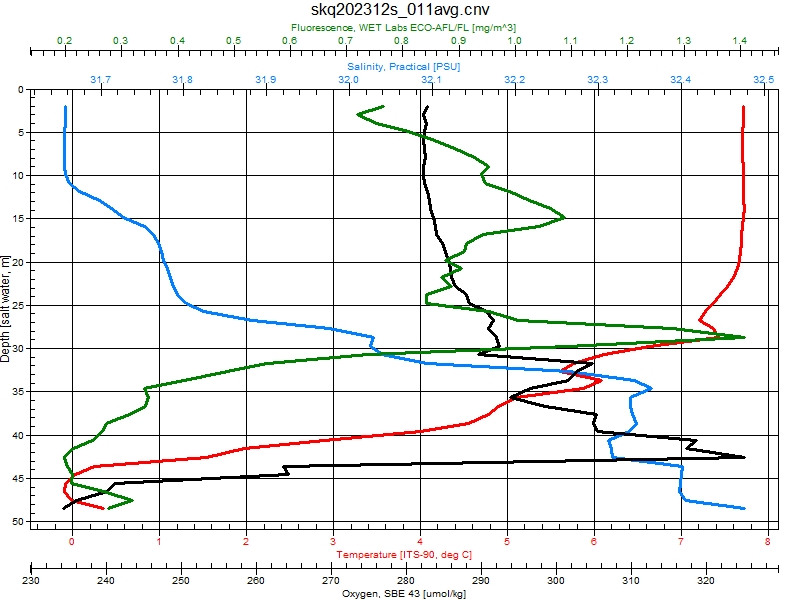 skq202312s_011avg.cnv
Fluorescence, WET Labs ECO-AFL/FL [mg/m^3]
0.2 0.3 0.4 0.5 0.6 0.7 0.8 0.9 1.0 1.1 1.2 1.3 1.4
Salinity, Practical [PSU]
31.7 31.8 31.9 32.0 32.1 32.2 32.3 32.4 32.5
0
5
10
15
20
25
30
35
40
45
50
Depth [salt water, m]
0 1 2 3 4 5 6 7 8
Temperature [ITS-90, deg C]
230 240 250 260 270 280 290 300 310 320
Oxygen, SBE 43 [umol/kg]